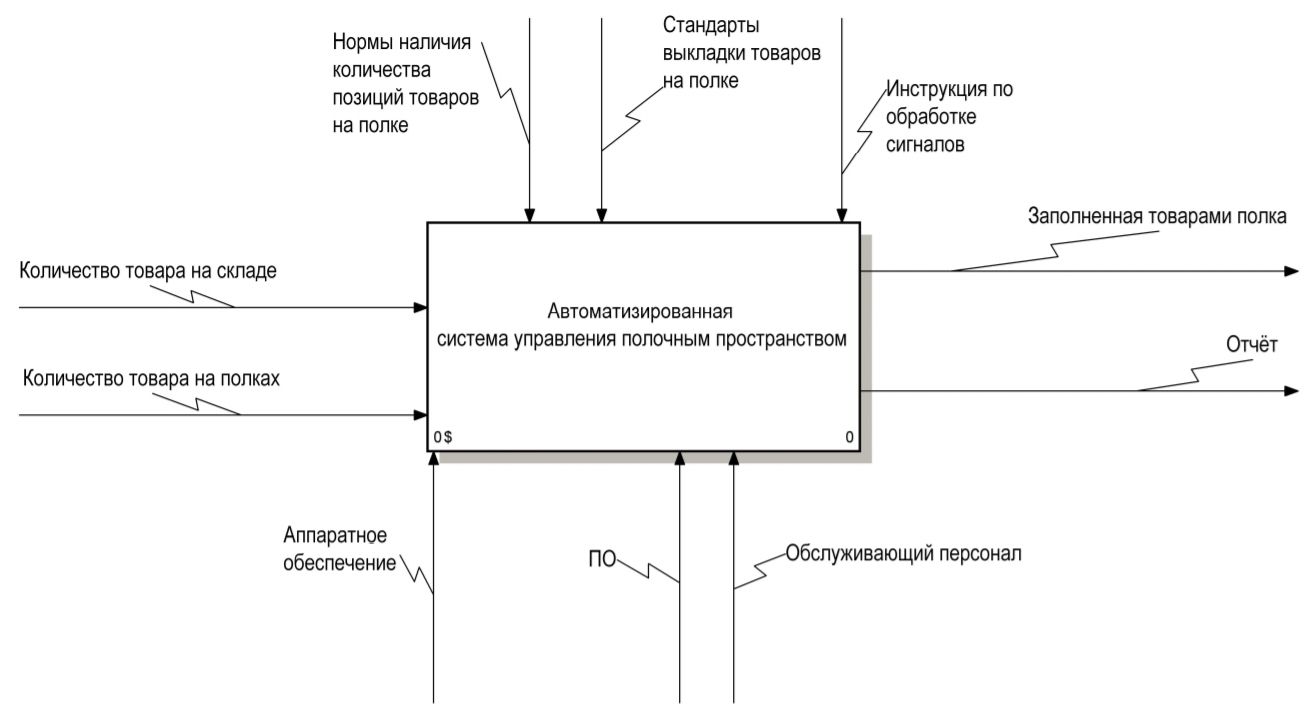 Нормы наличия
количества
позиций товаров
на полке
Стандарты
выкладки товаров
на полке
Инструкция по
обработке
сигналов
Заполненная товарами полка
Количество товара на складе
Автоматизированная
система управления полочным пространством
Отчёт
Количество товара на полках
0$
0
Аппаратное
обеспечение
ПО
Обслуживающий персонал